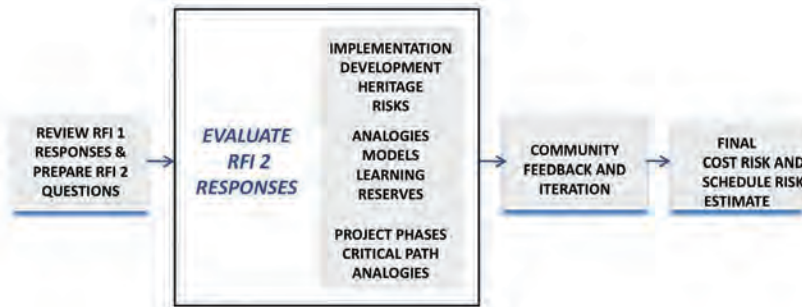 REVIEW RFI 1
RESPONSES &
PREPARE RFI 2
QUESTIONS
EVALUATE
RFI 2
RESPONSES
IMPLEMENTATION
DEVELOPMENT
HERITAGE
RISKS
ANALOGIES
MODELS
LEARNING
RESERVES
PROJECT PHASES
CRITICAL PATH
ANALOGIES
COMMUNITY
FEEDBACK AND
ITERATION
FINAL
COST RISK AND
SCHEDULE RISK
ESTIMATE